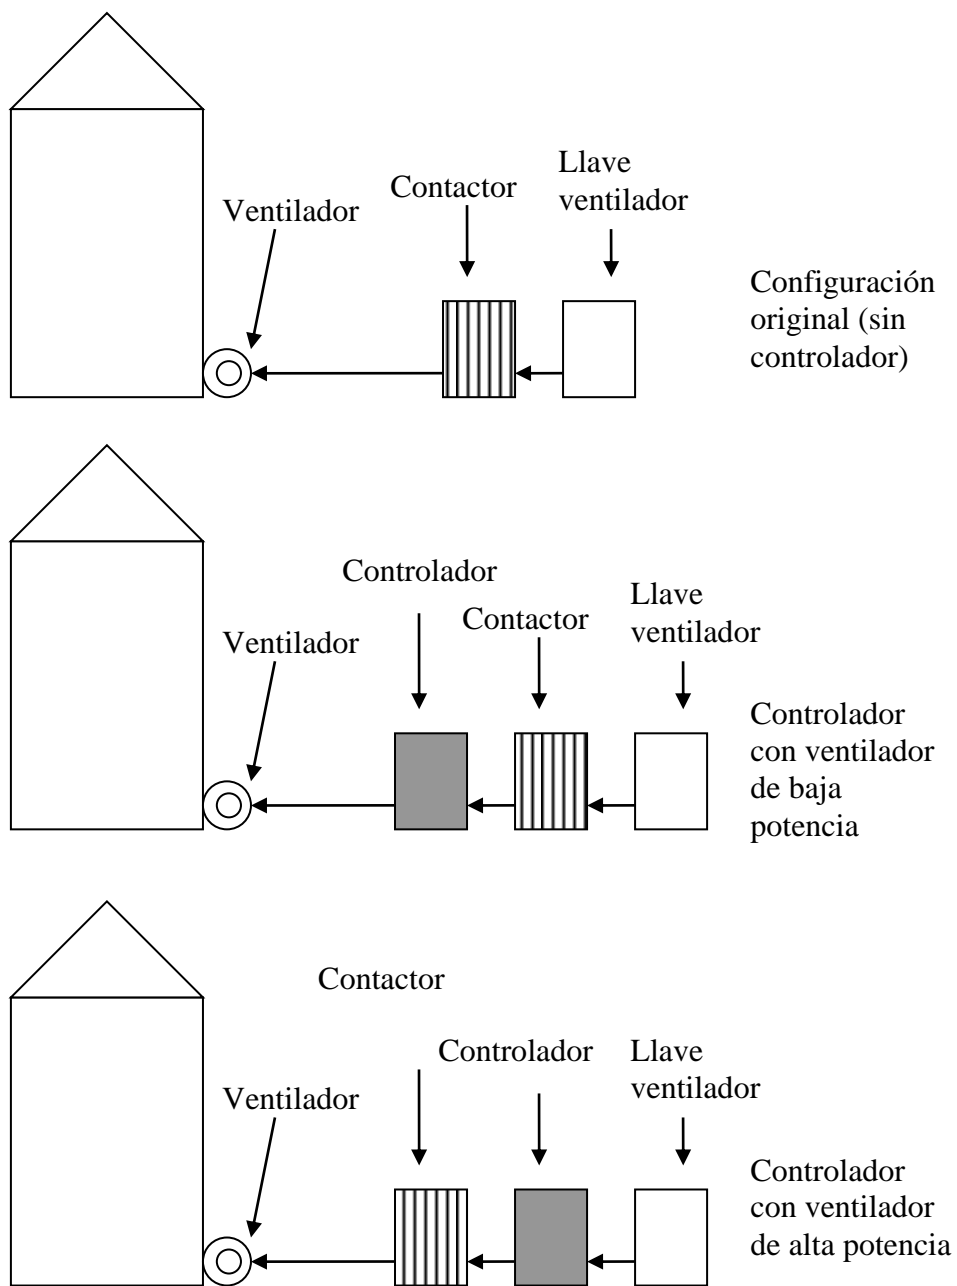 Llave
ventilador
Contactor
Ventilador
Configuración
original (sin
controlador)
Controlador
Llave
ventilador
Contactor
Ventilador
Controlador
con ventilador
de baja
potencia
Contactor
Controlador
Llave
ventilador
Ventilador
Controlador
con ventilador
de alta potencia